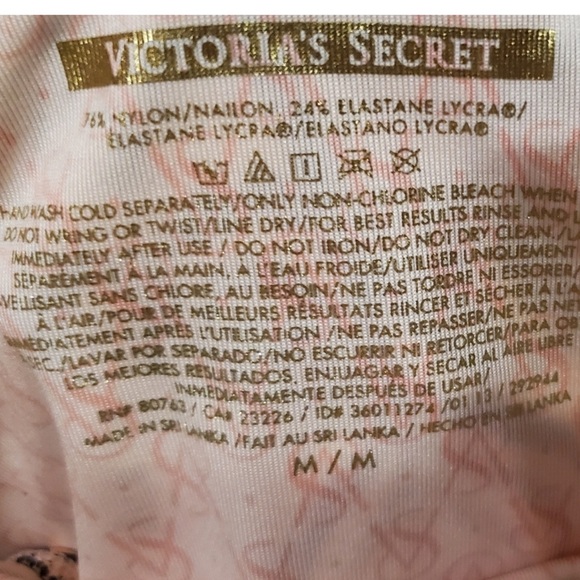 VICTORIA'S SECRET
76% NYLON/NAILON, 24% ELASTANE LYCRA®/
ELASTANE LYCRA®/ELASTANO LYCRA®
HAND WASH COLD SEPARATELY/ONLY NON-CHLORINE BLEACH WHEN
DO NOT WRING OR TWIST/LINE DRY/FOR BEST RESULTS RINSE AND
IMMEDIATELY AFTER USE / DO NOT IRON/DO NOT DRY CLEAN./
SÉPARÉMENT À LA MAIN, À L'EAU FROIDE/UTILISER UNIQUEMENT
SANS CHLORE, AU BESOIN/NE PAS TORDRE NI ESSORER/
À L'AIR/POUR DE MEILLEURS RÉSULTATS RINCER ET SÉCHER À L'A
IMMÉDIATEMENT APRÈS L'UTILISATION/NE PAS REPASSER/NE PAS NE
SEC./LAVAR POR SEPARADO/NO ESCURRIR NI RETORCER/PARA OB
LOS MEJORES RESULTADOS, ENJUAGAR Y SECAR AL AIRE LIBRE
INMEDIATAMENTE DESPUÉS DE USAR/
RN# 80763 / CA# 23226 / ID# 36011274 /01 13 / 292944
MADE IN SRI LANKA /FAIT AU SRI LANKA / HECHO EN SRI LANKA
M / M